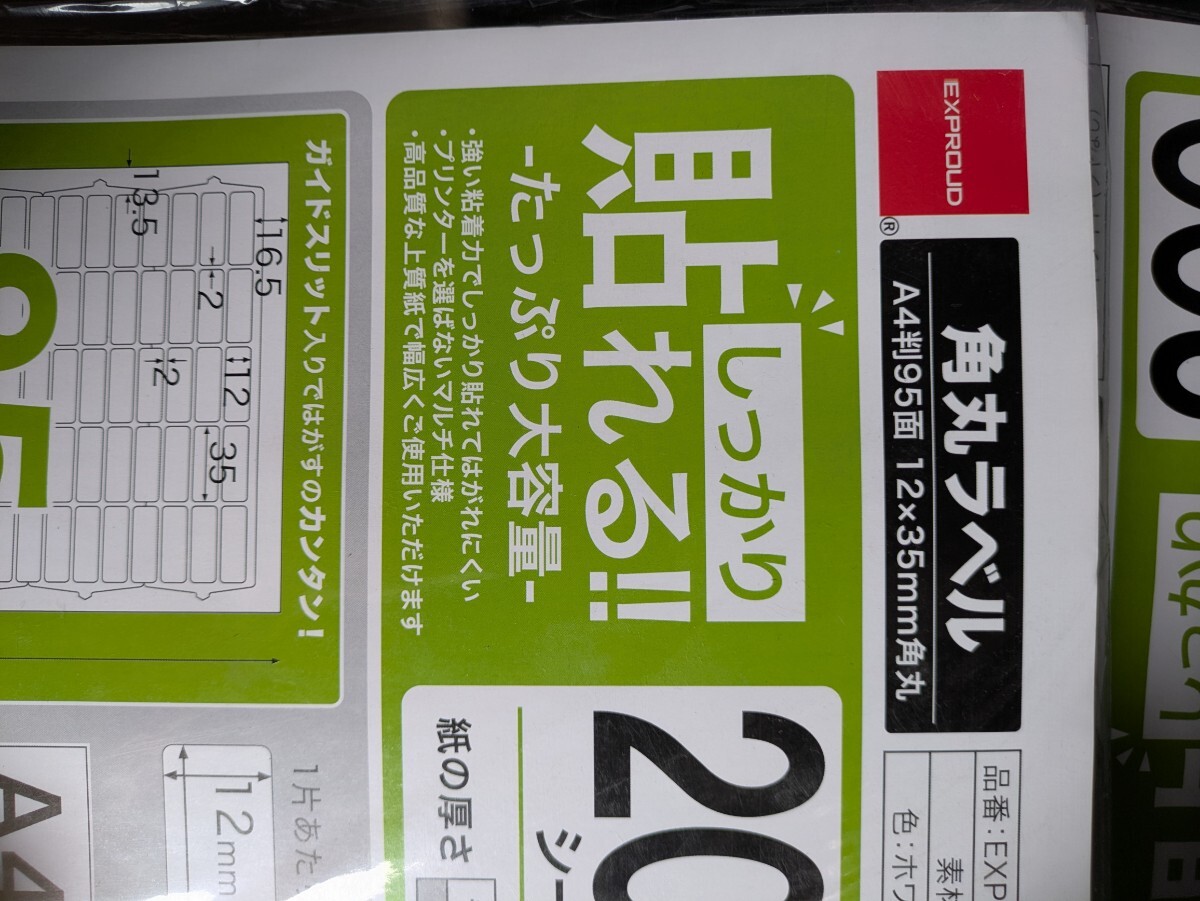 EXPROUD
®
角丸ラベル
A4判95面 12×35mm角丸
品番:EXP
素材
色:ホワ
しっかり
貼れる!!
-たっぷり大容量-
・強い粘着力でしっかり貼れてはがれにくい
・プリンターを選ばないマルチ仕様
・高品質な上質紙で幅広くご使用いただけます
20
シー
紙の厚さ
ガイドスリット入りではがすのカンタン!
16.5
13.5
2
2
12
35
95
1片あた
12mm
A4